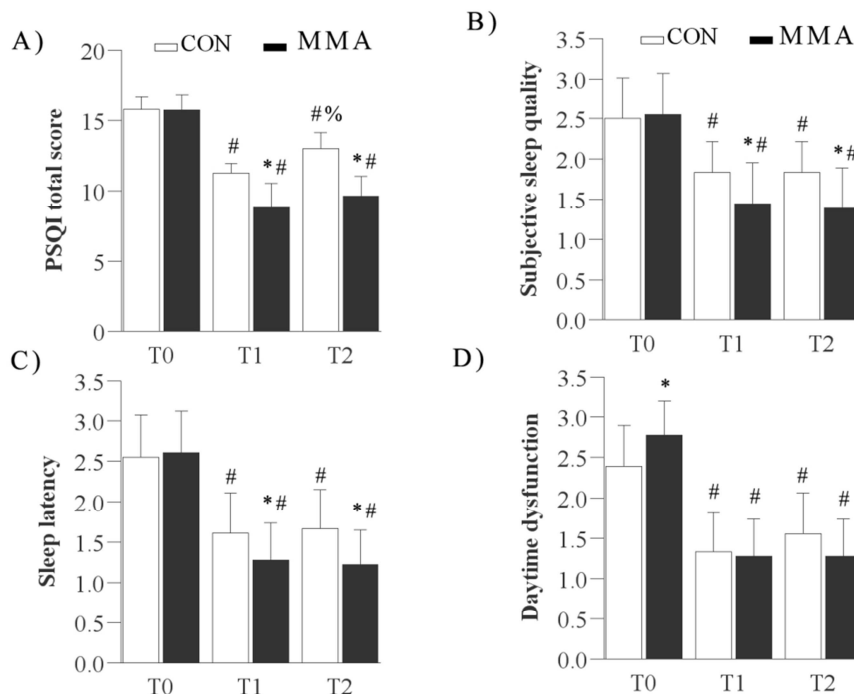 A)
CON
MMA
PSQI total score
20
15
10
5
0
#
*#
#%
*#
T0 T1 T2
B)
CON
MMA
Subjective sleep quality
3.5
3.0
2.5
2.0
1.5
1.0
0.5
0.0
#
*#
#
*#
T0 T1 T2
C)
Sleep latency
3.5
3.0
2.5
2.0
1.5
1.0
0.5
0.0
#
*#
#
*#
T0 T1 T2
D)
Daytime dysfunction
3.5
3.0
2.5
2.0
1.5
1.0
0.5
0.0
*
#
#
#
#
T0 T1 T2